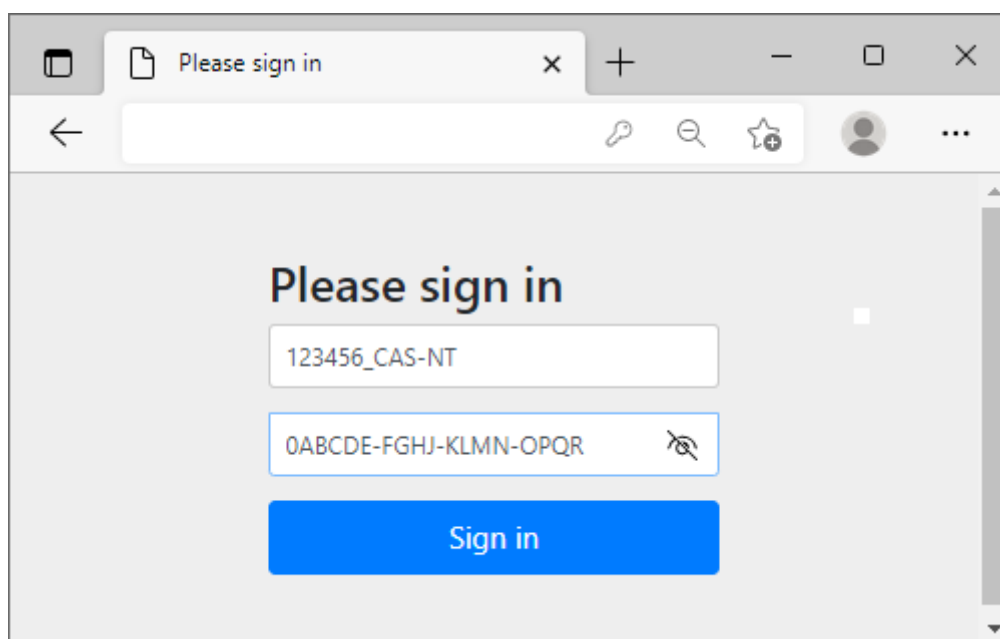 Please sign in
Please sign in
123456_CAS-NT
0ABCDE-FGHJ-KLMN-OPQR
Sign in